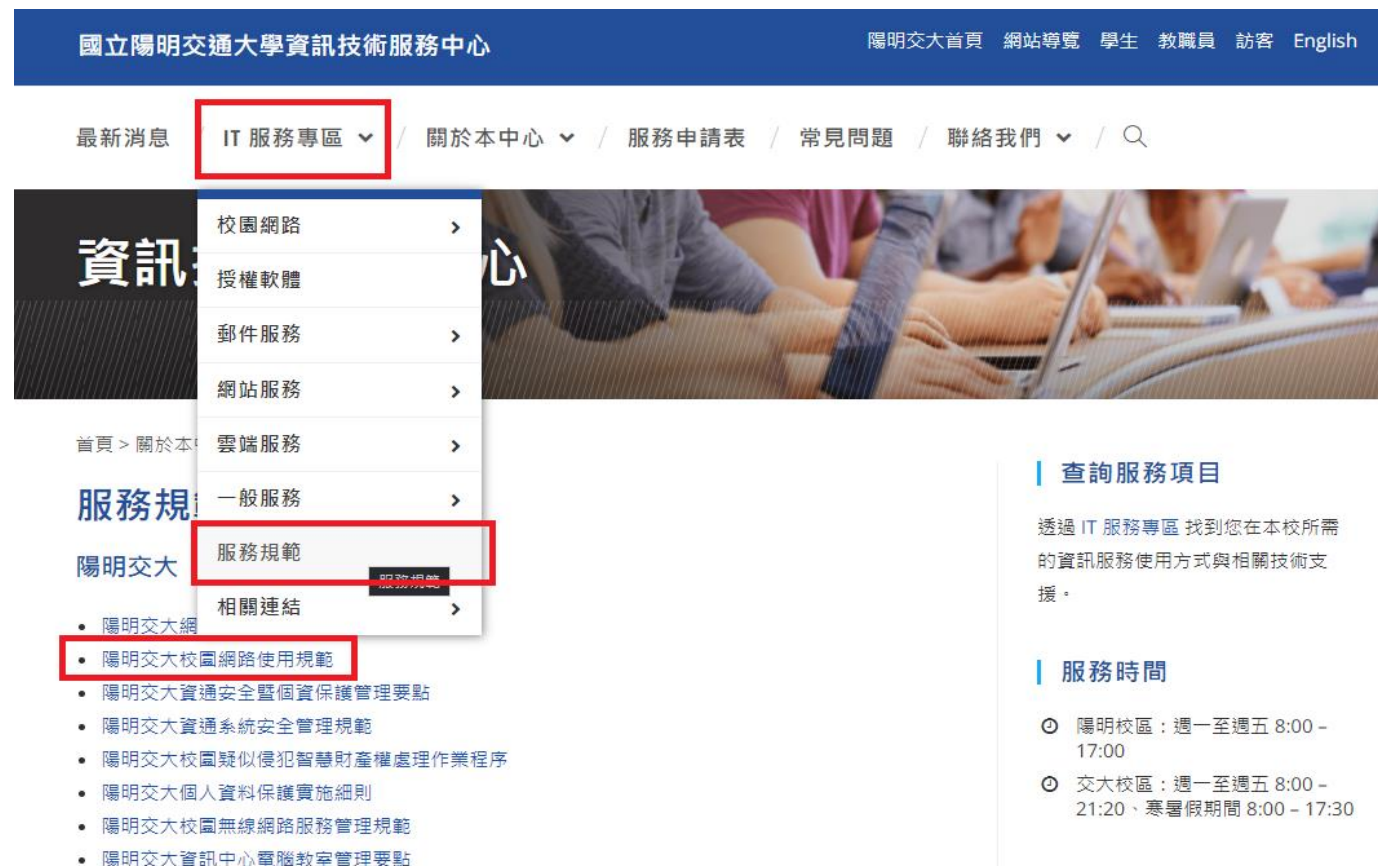 國立陽明交通大學資訊技術服務中心
陽明交大首頁 網站導覽 學生 教職員 訪客 English
最新消息 / IT 服務專區 / 關於本中心 / 服務申請表 / 常見問題 / 聯絡我們 /
資訊 心
校園網路
授權軟體
郵件服務
網站服務
雲端服務
一般服務
服務規範
服務規範
相關連結
首頁 > 關於本
服務規
陽明交大
• 陽明交大網
• 陽明交大校園網路使用規範
• 陽明交大資通安全暨個資保護管理要點
• 陽明交大資通系統安全管理規範
• 陽明交大校園疑似侵犯智慧財產權處理作業程序
• 陽明交大個人資料保護實施細則
• 陽明交大校園無線網路服務管理規範
• 陽明交大資訊中心電腦教室管理要點
查詢服務項目
透過 IT 服務專區 找到您在本校所需
的資訊服務使用方式與相關技術支
援。
服務時間
陽明校區：週一至週五 8:00 –
17:00
交大校區：週一至週五 8:00 –
21:20、寒暑假期間 8:00 – 17:30